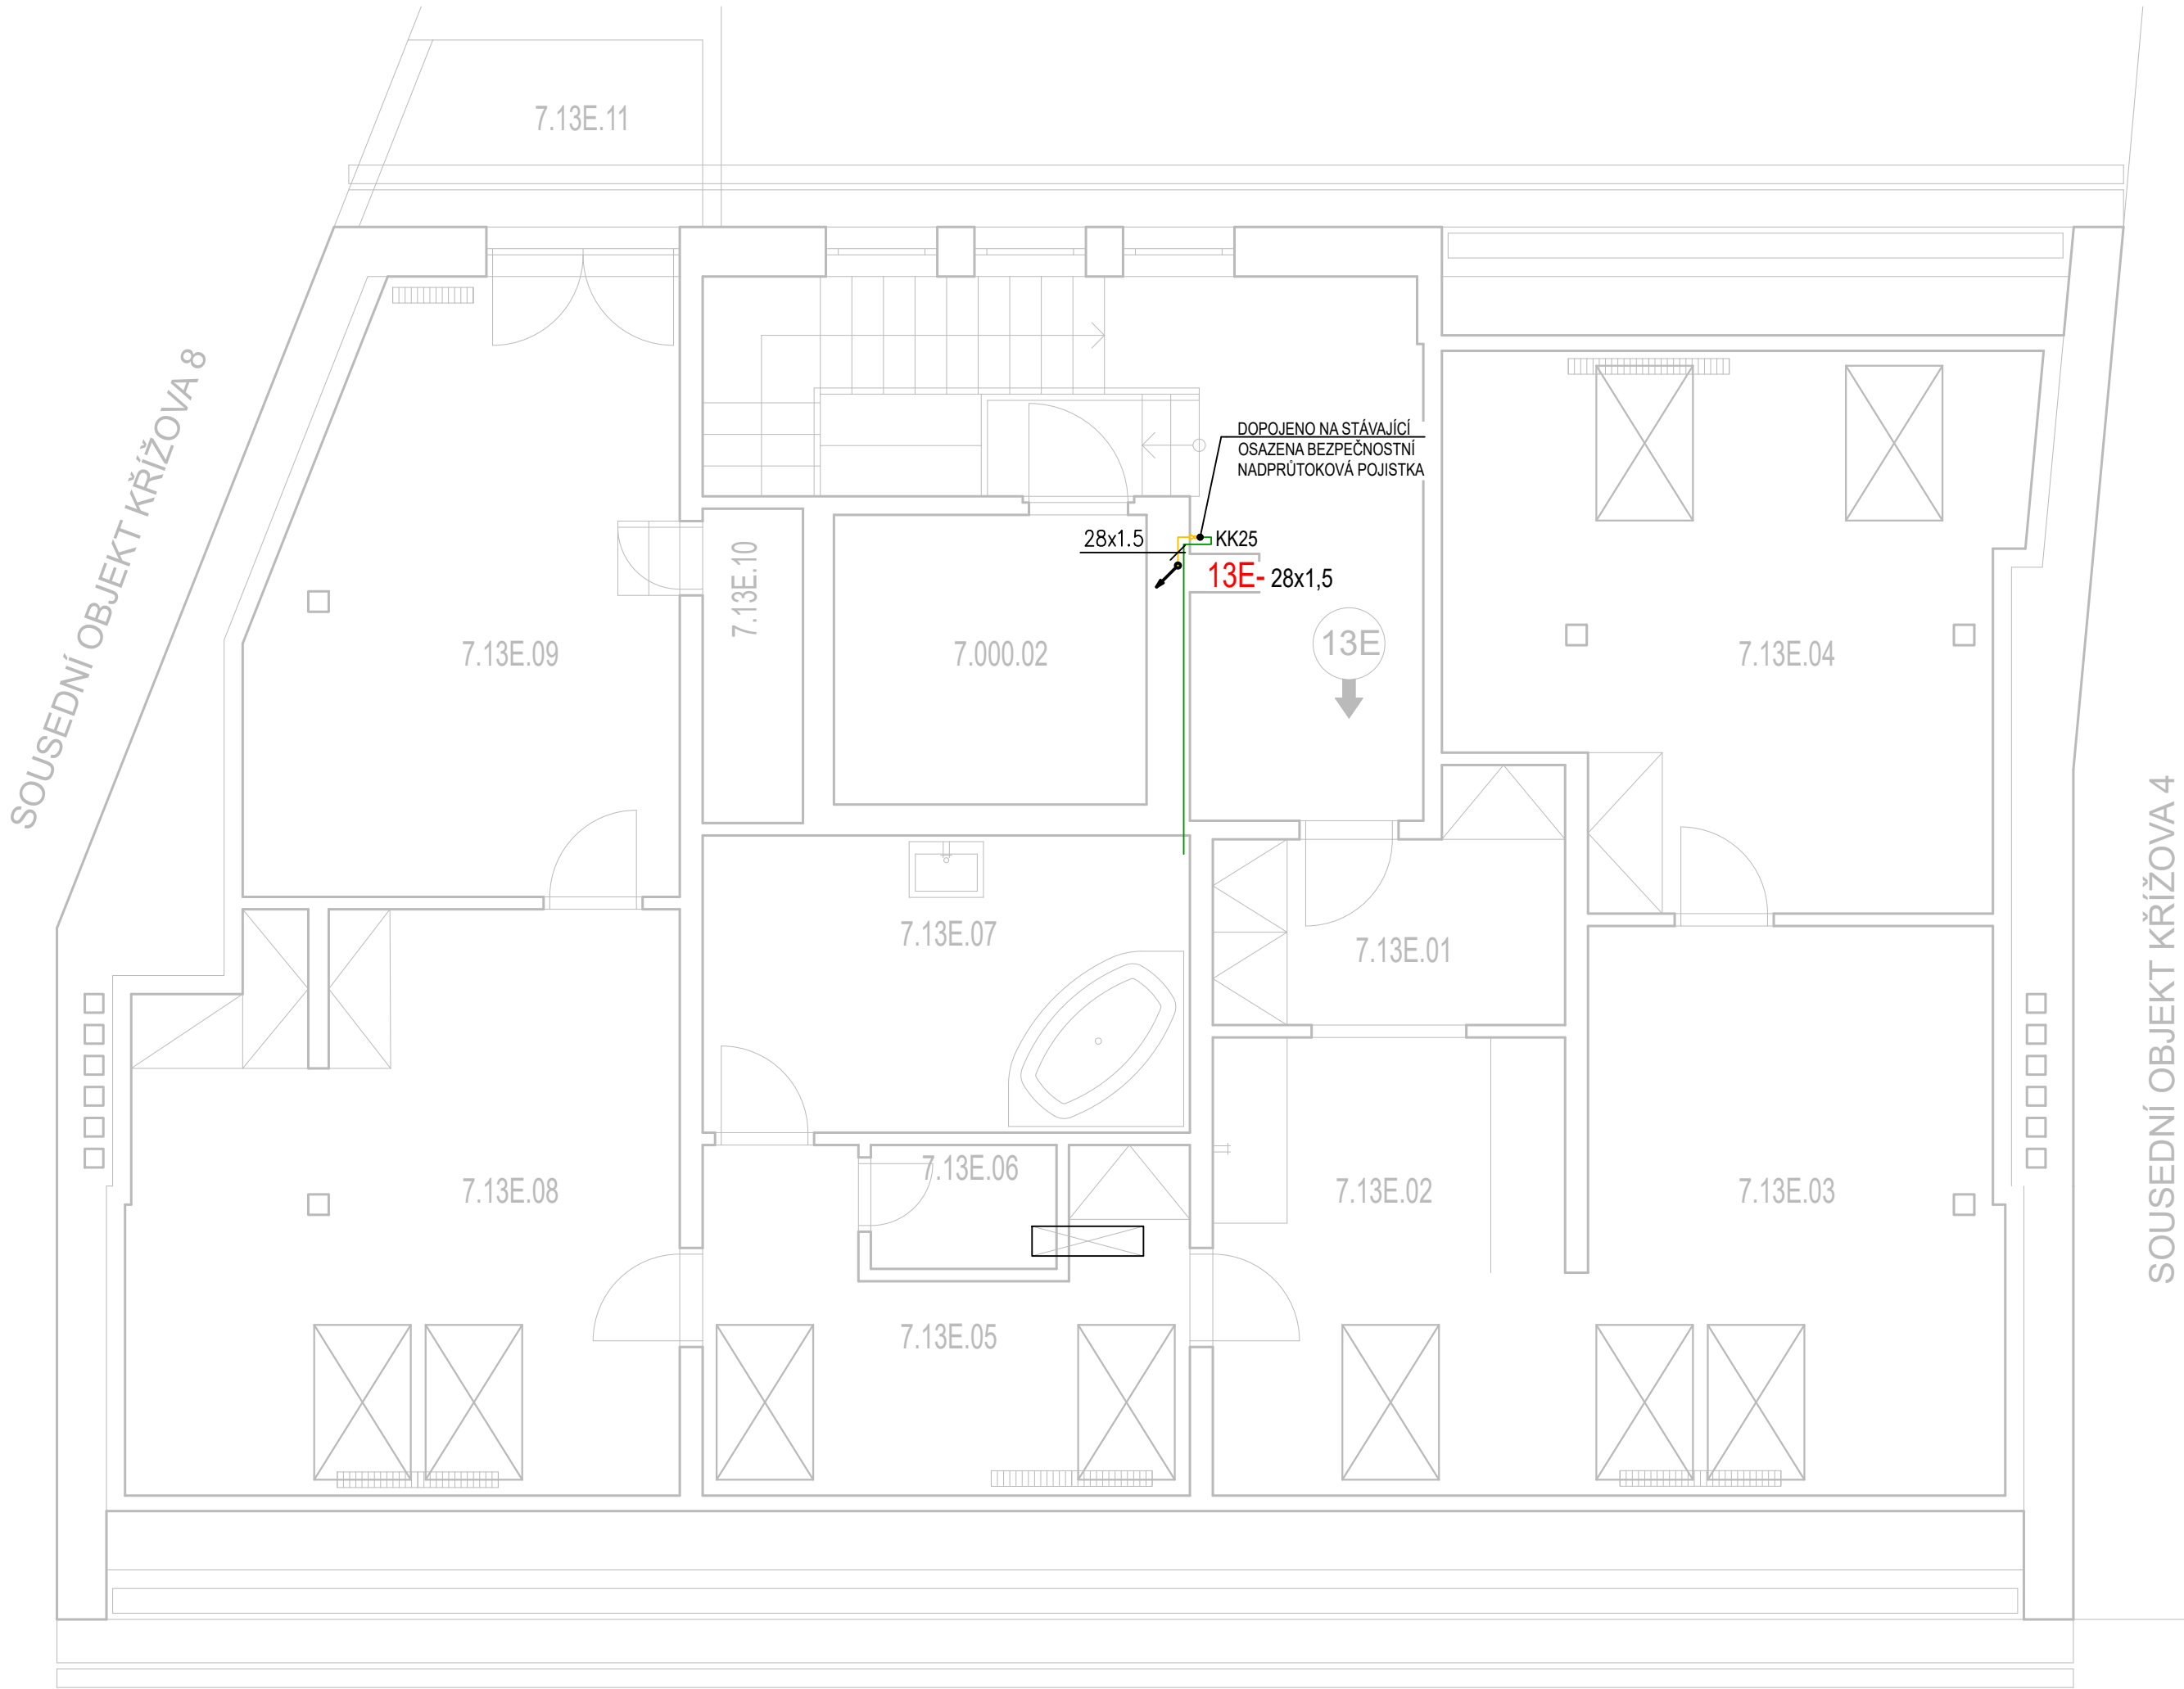 7.13E.11
SOUSEDNÍ OBJEKT KŘÍŽOVA 8
DOPOJENO NA STÁVAJÍCÍ
OSAZENA BEZPEČNOSTNÍ
NADPRŮTOKOVÁ POJISTKA
28x1.5
KK25
13E- 28x1,5
7.13E.10
7.13E.09
7.000.02
13E
7.13E.04
7.13E.07
7.13E.01
SOUSEDNÍ OBJEKT KŘÍŽOVA 4
7.13E.06
7.13E.08
7.13E.02
7.13E.03
7.13E.05